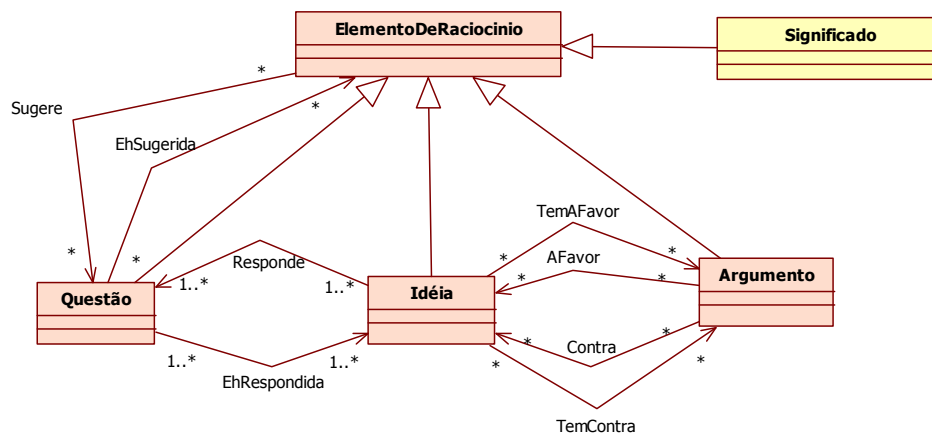 ElementoDeRaciocinio
Significado
*
Sugere
*
EhSugerida
TemAFavor
*
*
*
*
*
AFavor
Responde
*
*
1..*
1..*
Questão
Idéia
Argumento
*
*
Contra
1..*
1..*
*
*
EhRespondida
TemContra